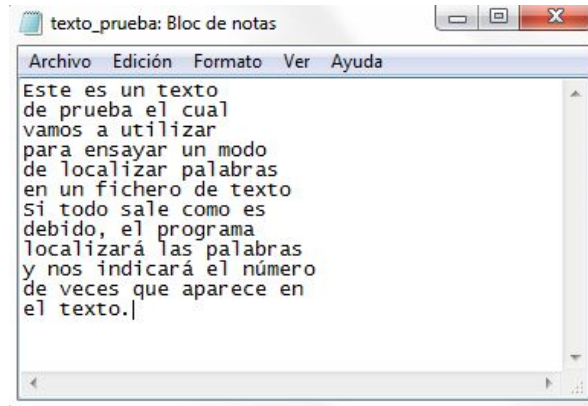 texto_prueba: Bloc de notas
Archivo Edición Formato Ver Ayuda
Este es un texto
de prueba el cual
vamos a utilizar
para ensayar un modo
de localizar palabras
en un fichero de texto
Si todo sale como es
debido, el programa
localizará las palabras
y nos indicará el número
de veces que aparece en
el texto.